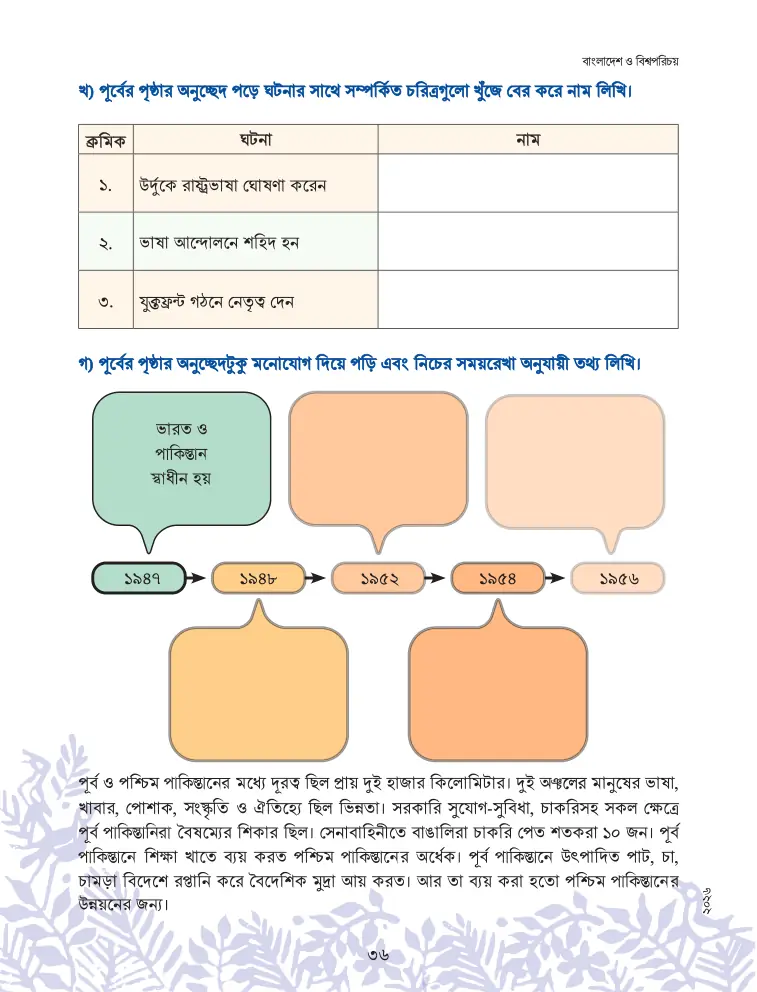 বাংলাদেশ ও বিশ্বপরিচয়
খ) পূর্বের পৃষ্ঠার অনুচ্ছেদ পড়ে ঘটনার সাথে সম্পর্কিত চরিত্রগুলো খুঁজে বের করে নাম লিখি।
ক্রমিক ঘটনা নাম
১. উর্দুকে রাষ্ট্রভাষা ঘোষণা করেন
২. ভাষা আন্দোলনে শহিদ হন
৩. যুক্তফ্রন্ট গঠনে নেতৃত্ব দেন
গ) পূর্বের পৃষ্ঠার অনুচ্ছেদটুকু মনোযোগ দিয়ে পড়ি এবং নিচের সময়রেখা অনুযায়ী তথ্য লিখি।
ভারত ও
পাকিস্তান
স্বাধীন হয়
১৯৪৭ ১৯৪৮ ১৯৫২ ১৯৫৪ ১৯৫৬
পূর্ব ও পশ্চিম পাকিস্তানের মধ্যে দূরত্ব ছিল প্রায় দুই হাজার কিলোমিটার। দুই অঞ্চলের মানুষের ভাষা,
খাবার, পোশাক, সংস্কৃতি ও ঐতিহ্যে ছিল ভিন্নতা। সরকারি সুযোগ-সুবিধা, চাকরিসহ সকল ক্ষেত্রে
পূর্ব পাকিস্তানিরা বৈষম্যের শিকার ছিল। সেনাবাহিনীতে বাঙালিরা চাকরি পেত শতকরা ১০ জন। পূর্ব
পাকিস্তানে শিক্ষা খাতে ব্যয় করত পশ্চিম পাকিস্তানের অর্ধেক। পূর্ব পাকিস্তানে উৎপাদিত পাট, চা,
চামড়া বিদেশে রপ্তানি করে বৈদেশিক মুদ্রা আয় করত। আর তা ব্যয় করা হতো পশ্চিম পাকিস্তানের
উন্নয়নের জন্য।
২০২৬
৩৬